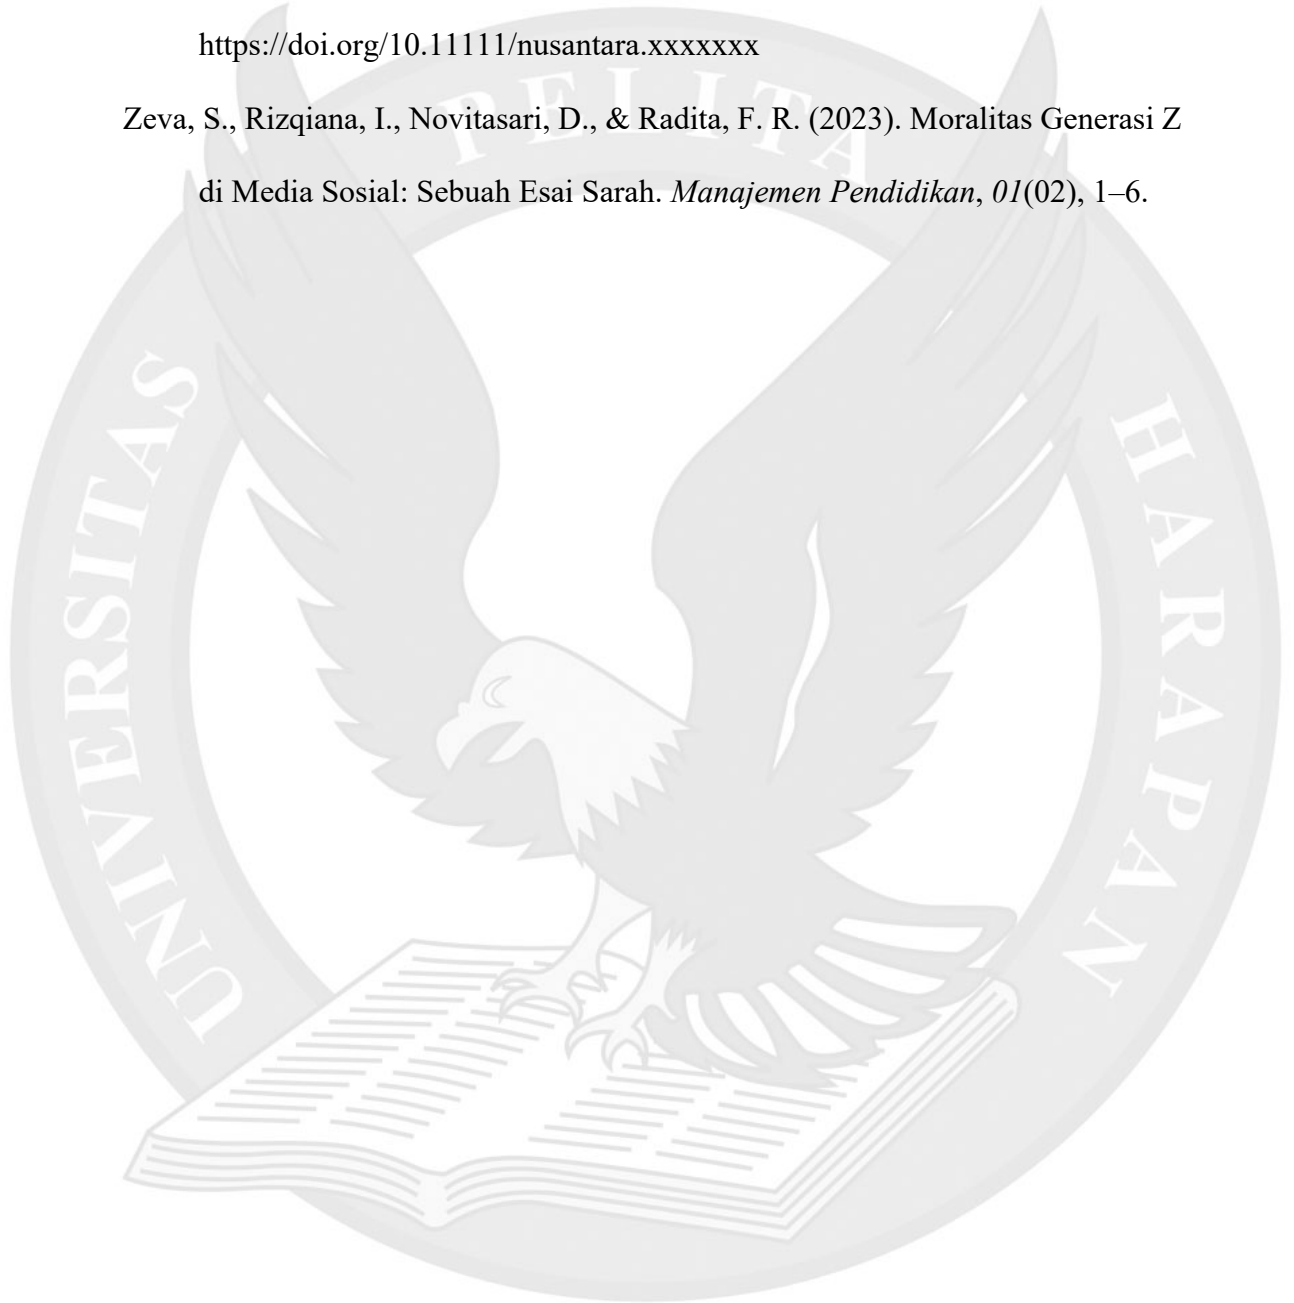 https://doi.org/10.11111/nusantara.xxxxxxx
Zeva, S., Rizqiana, I., Novitasari, D., & Radita, F. R. (2023). Moralitas Generasi Z
di Media Sosial: Sebuah Esai Sarah. Manajemen Pendidikan, 01(02), 1–6.
UNIVERSITAS PELITA HARAPAN